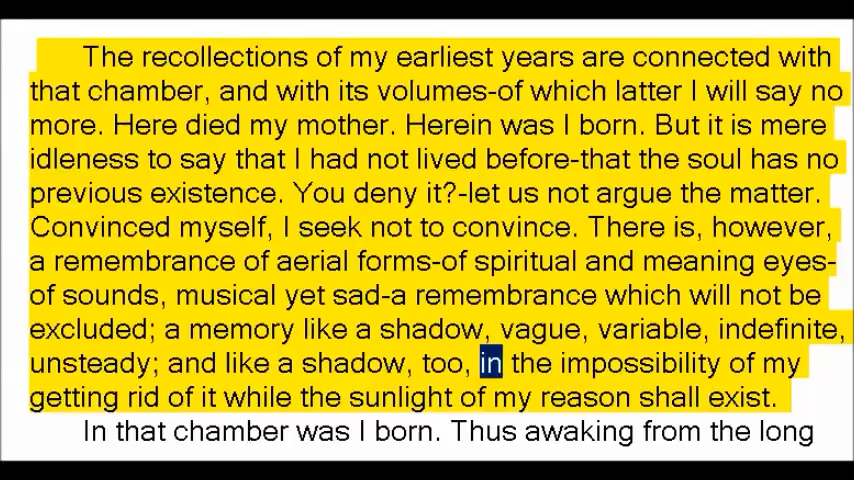 The recollections of my earliest years are connected with
that chamber, and with its volumes-of which latter I will say no
more. Here died my mother. Herein was I born. But it is mere
idleness to say that I had not lived before-that the soul has no
previous existence. You deny it?-let us not argue the matter.
Convinced myself, I seek not to convince. There is, however,
a remembrance of aerial forms-of spiritual and meaning eyes-
of sounds, musical yet sad-a remembrance which will not be
excluded; a memory like a shadow, vague, variable, indefinite,
unsteady; and like a shadow, too, in the impossibility of my
getting rid of it while the sunlight of my reason shall exist.
In that chamber was I born. Thus awaking from the long